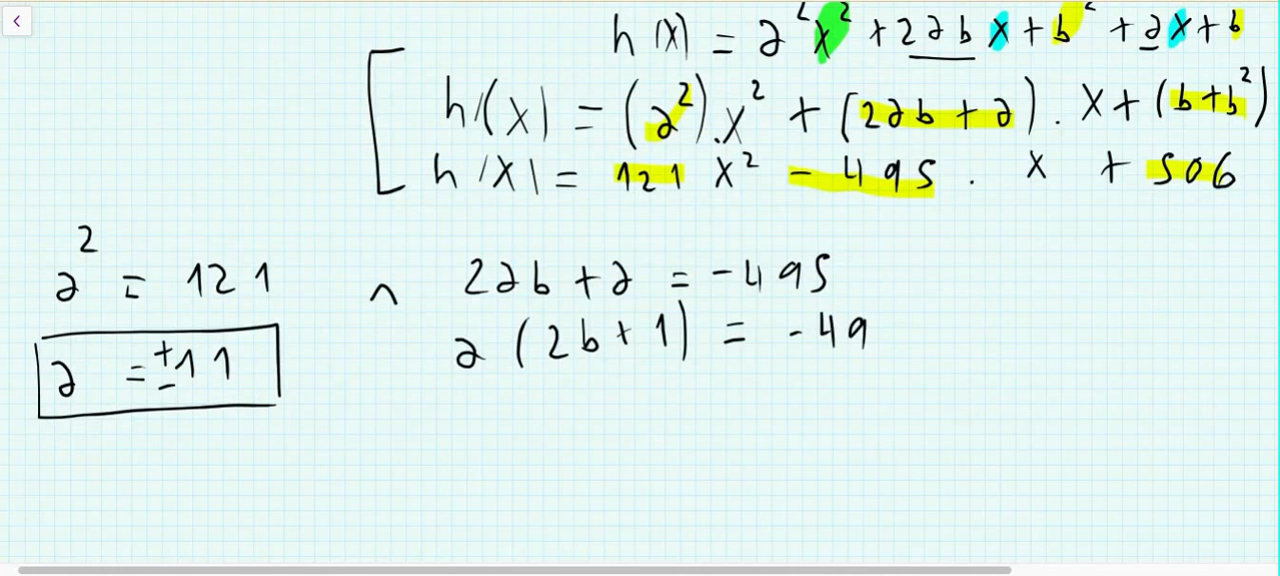 h(x) = a²x² + 2ab x + b² + ax + b
h(x) = (a²).x² + (2ab + a). x + (b+b²)
h(x) = 121 x² - 495. x + 506
a² = 121 ∧ 2ab + a = -495
a (2b + 1) = -49
a = ±11